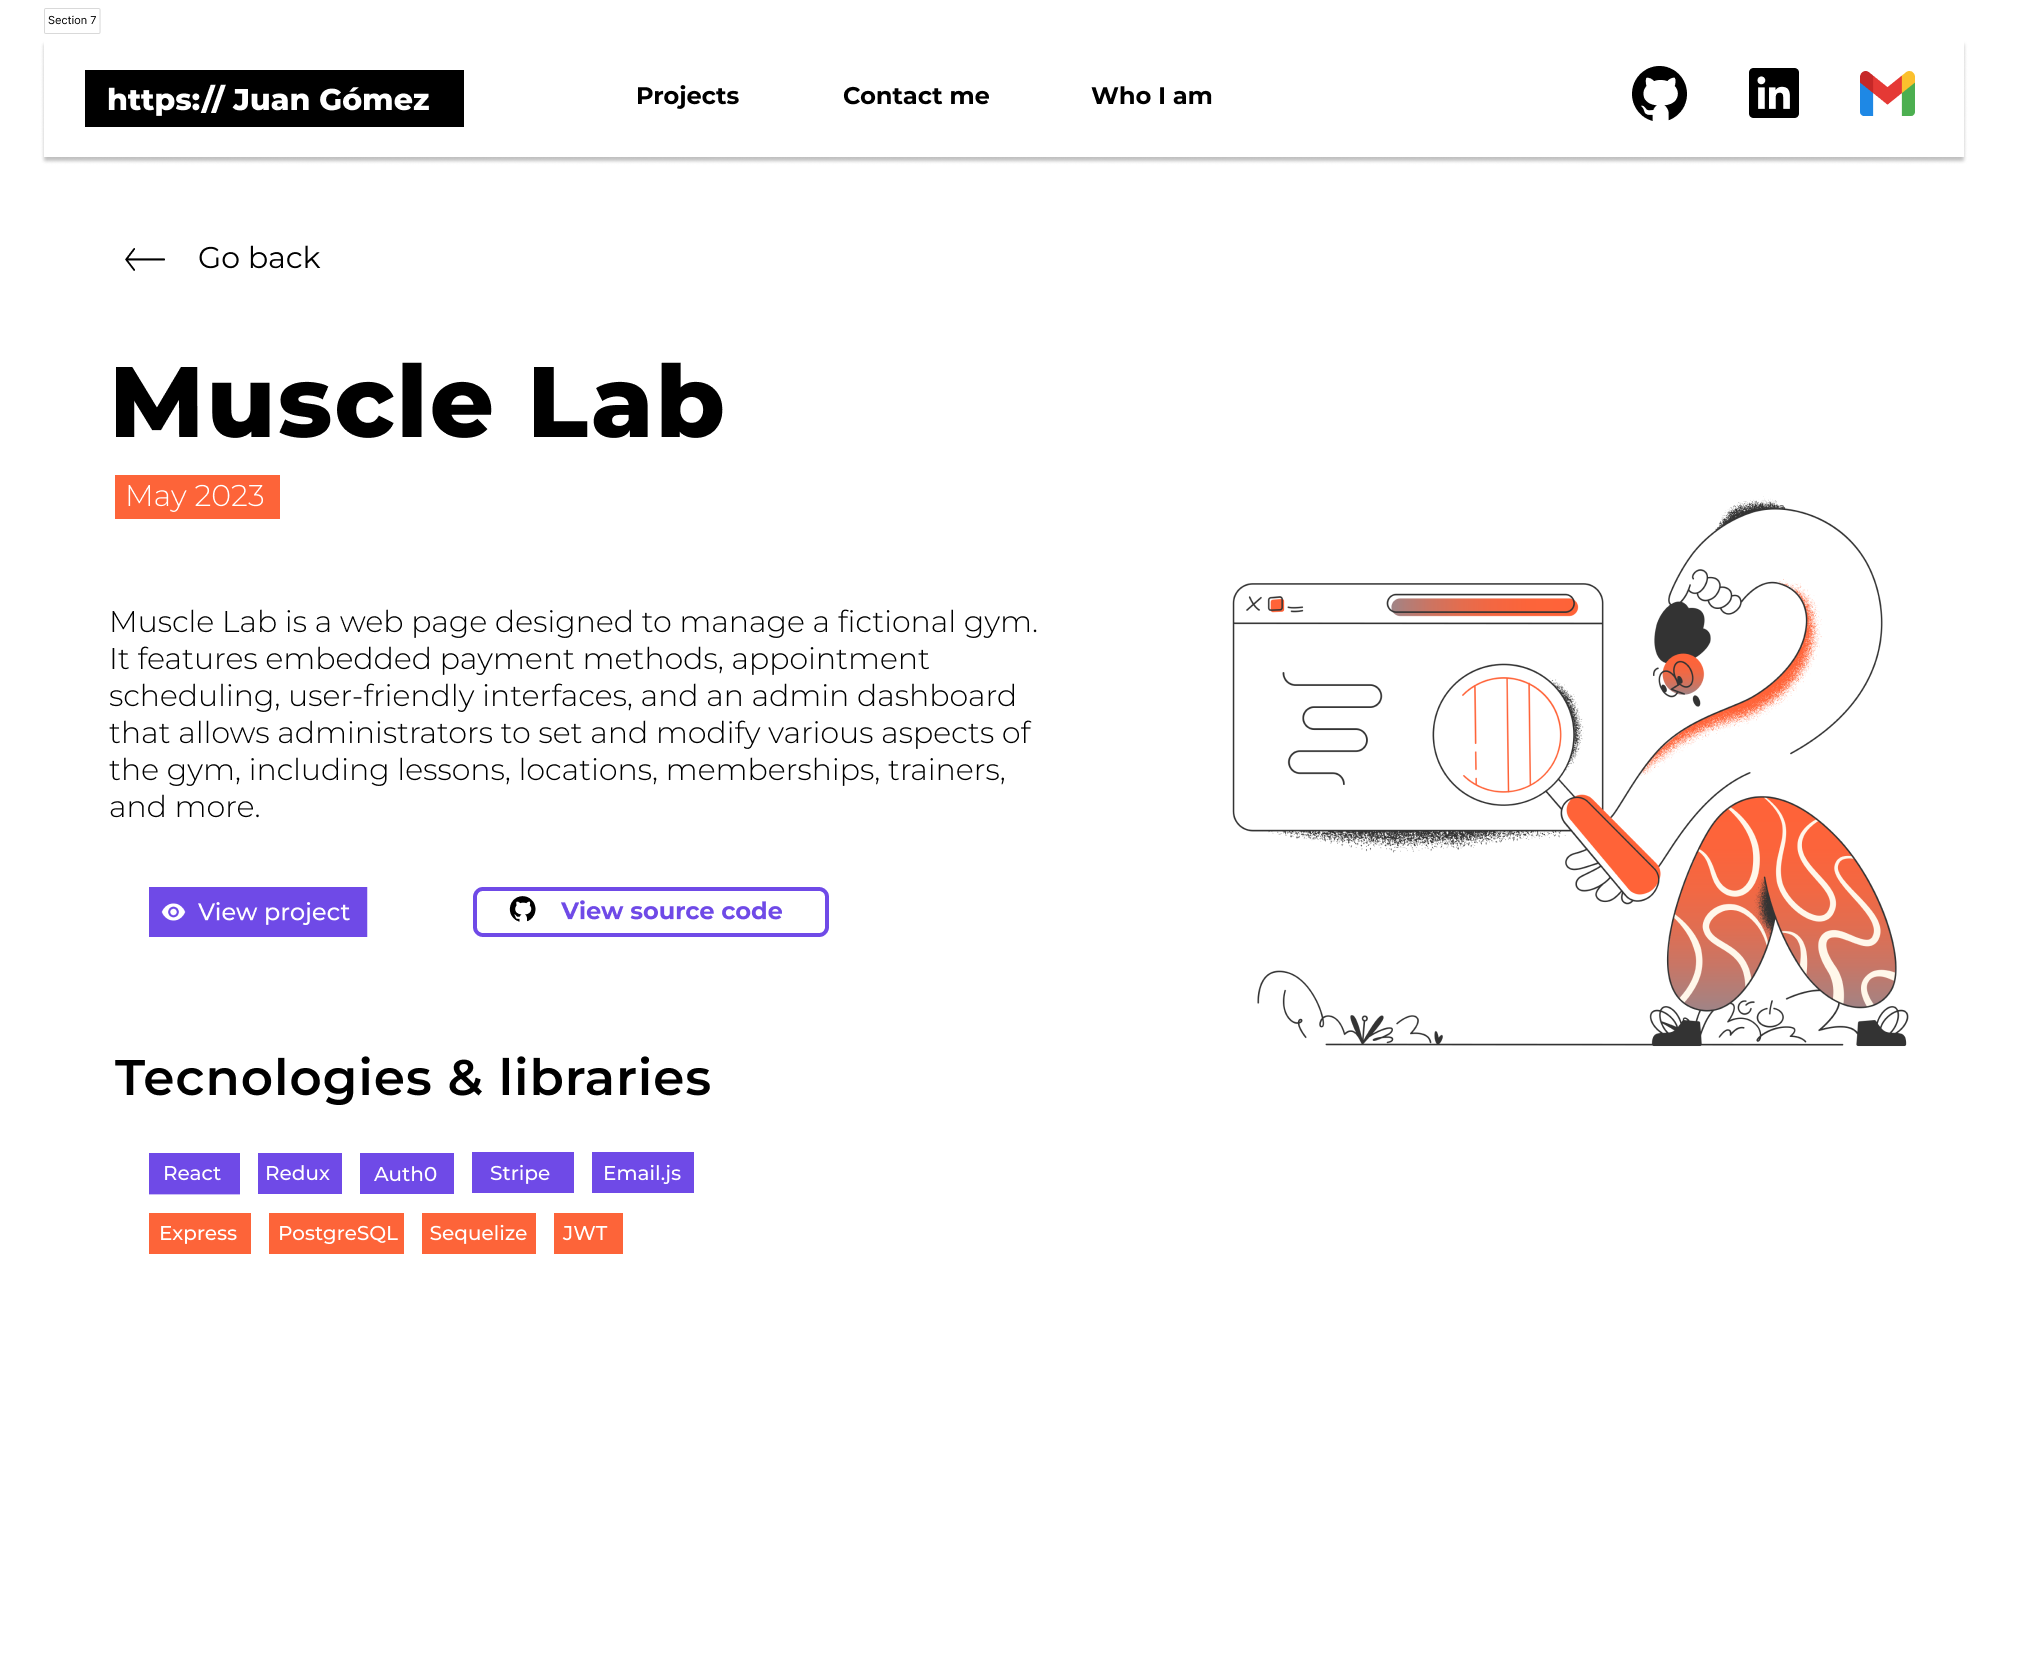 Section 7
https:// Juan Gómez
Projects
Contact me
Who I am
in
Go back
Muscle Lab
May 2023
Muscle Lab is a web page designed to manage a fictional gym.
It features embedded payment methods, appointment
scheduling, user-friendly interfaces, and an admin dashboard
that allows administrators to set and modify various aspects of
the gym, including lessons, locations, memberships, trainers,
and more.
View project
View source code
Tecnologies & libraries
React
Redux
Auth0
Stripe
Email.js
Express
PostgreSQL
Sequelize
JWT